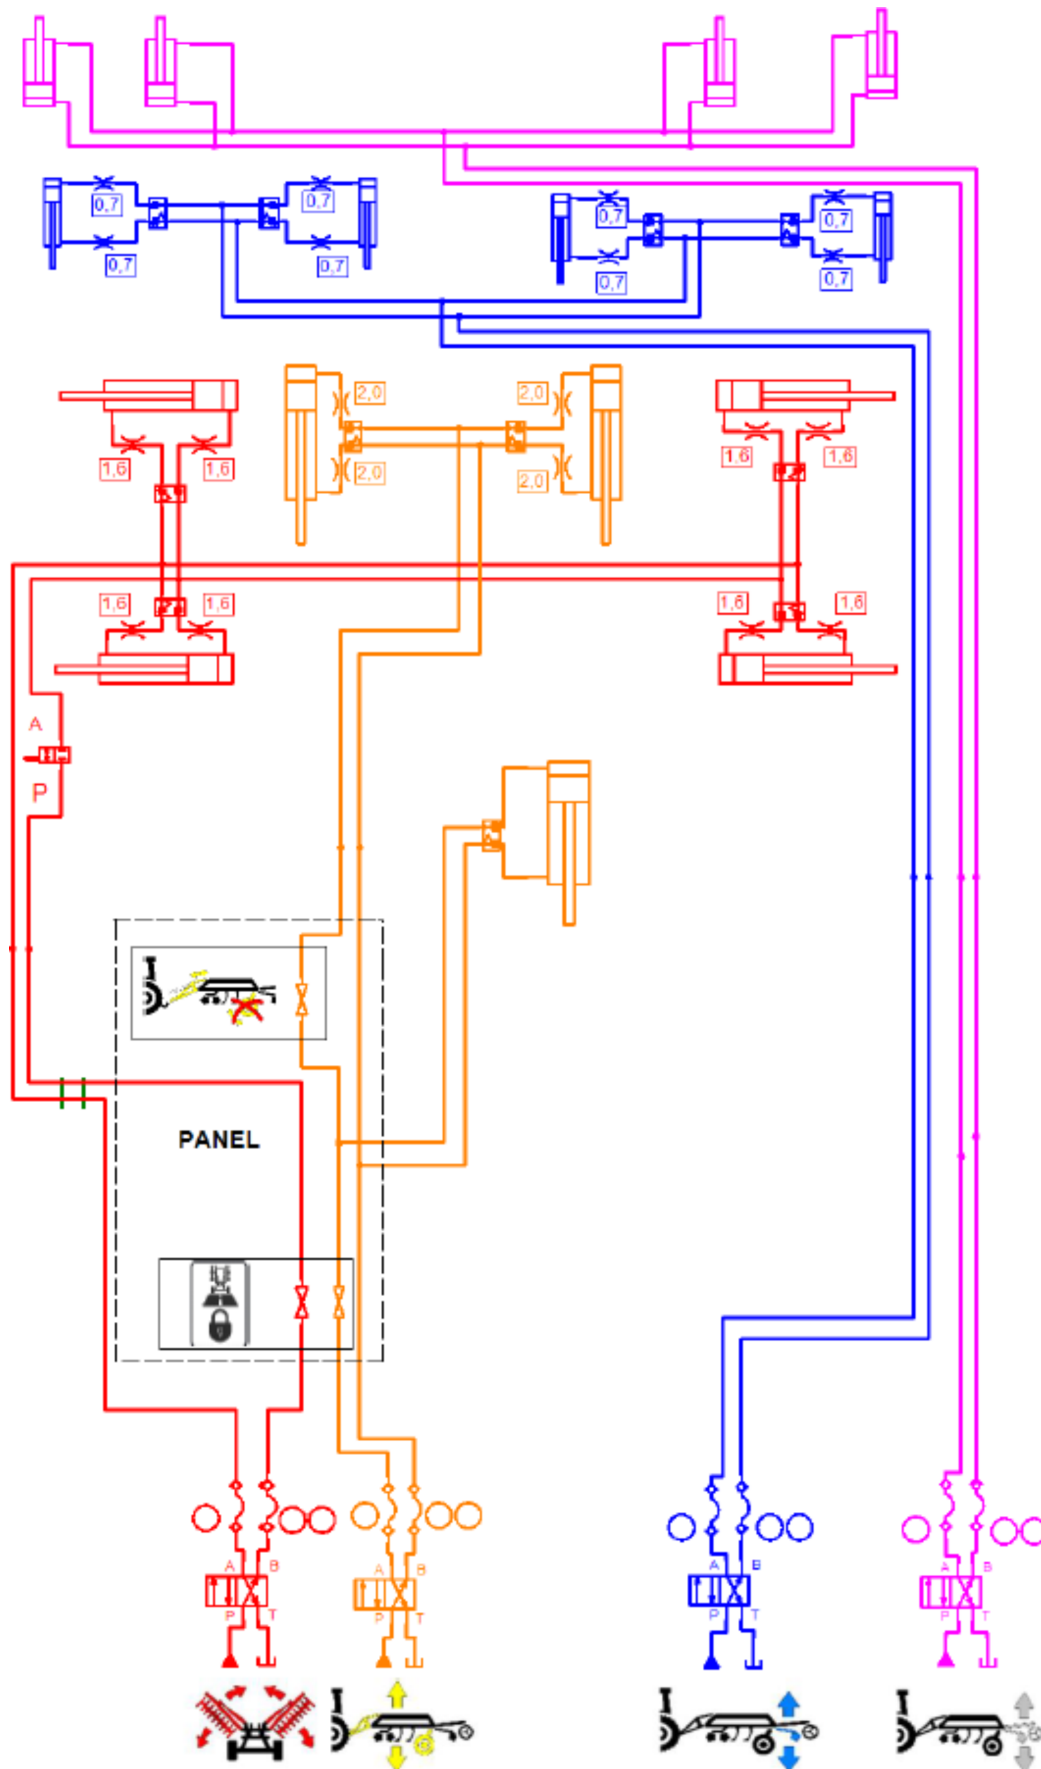 0,7 0,7 0,7 0,7
0,7 0,7 0,7 0,7
2,0 2,0
1,6 1,6 2,0 2,0 1,6 1,6
1,6 1,6 1,6 1,6
A
P
PANEL
A B A B A B A B
P T P T P T P T